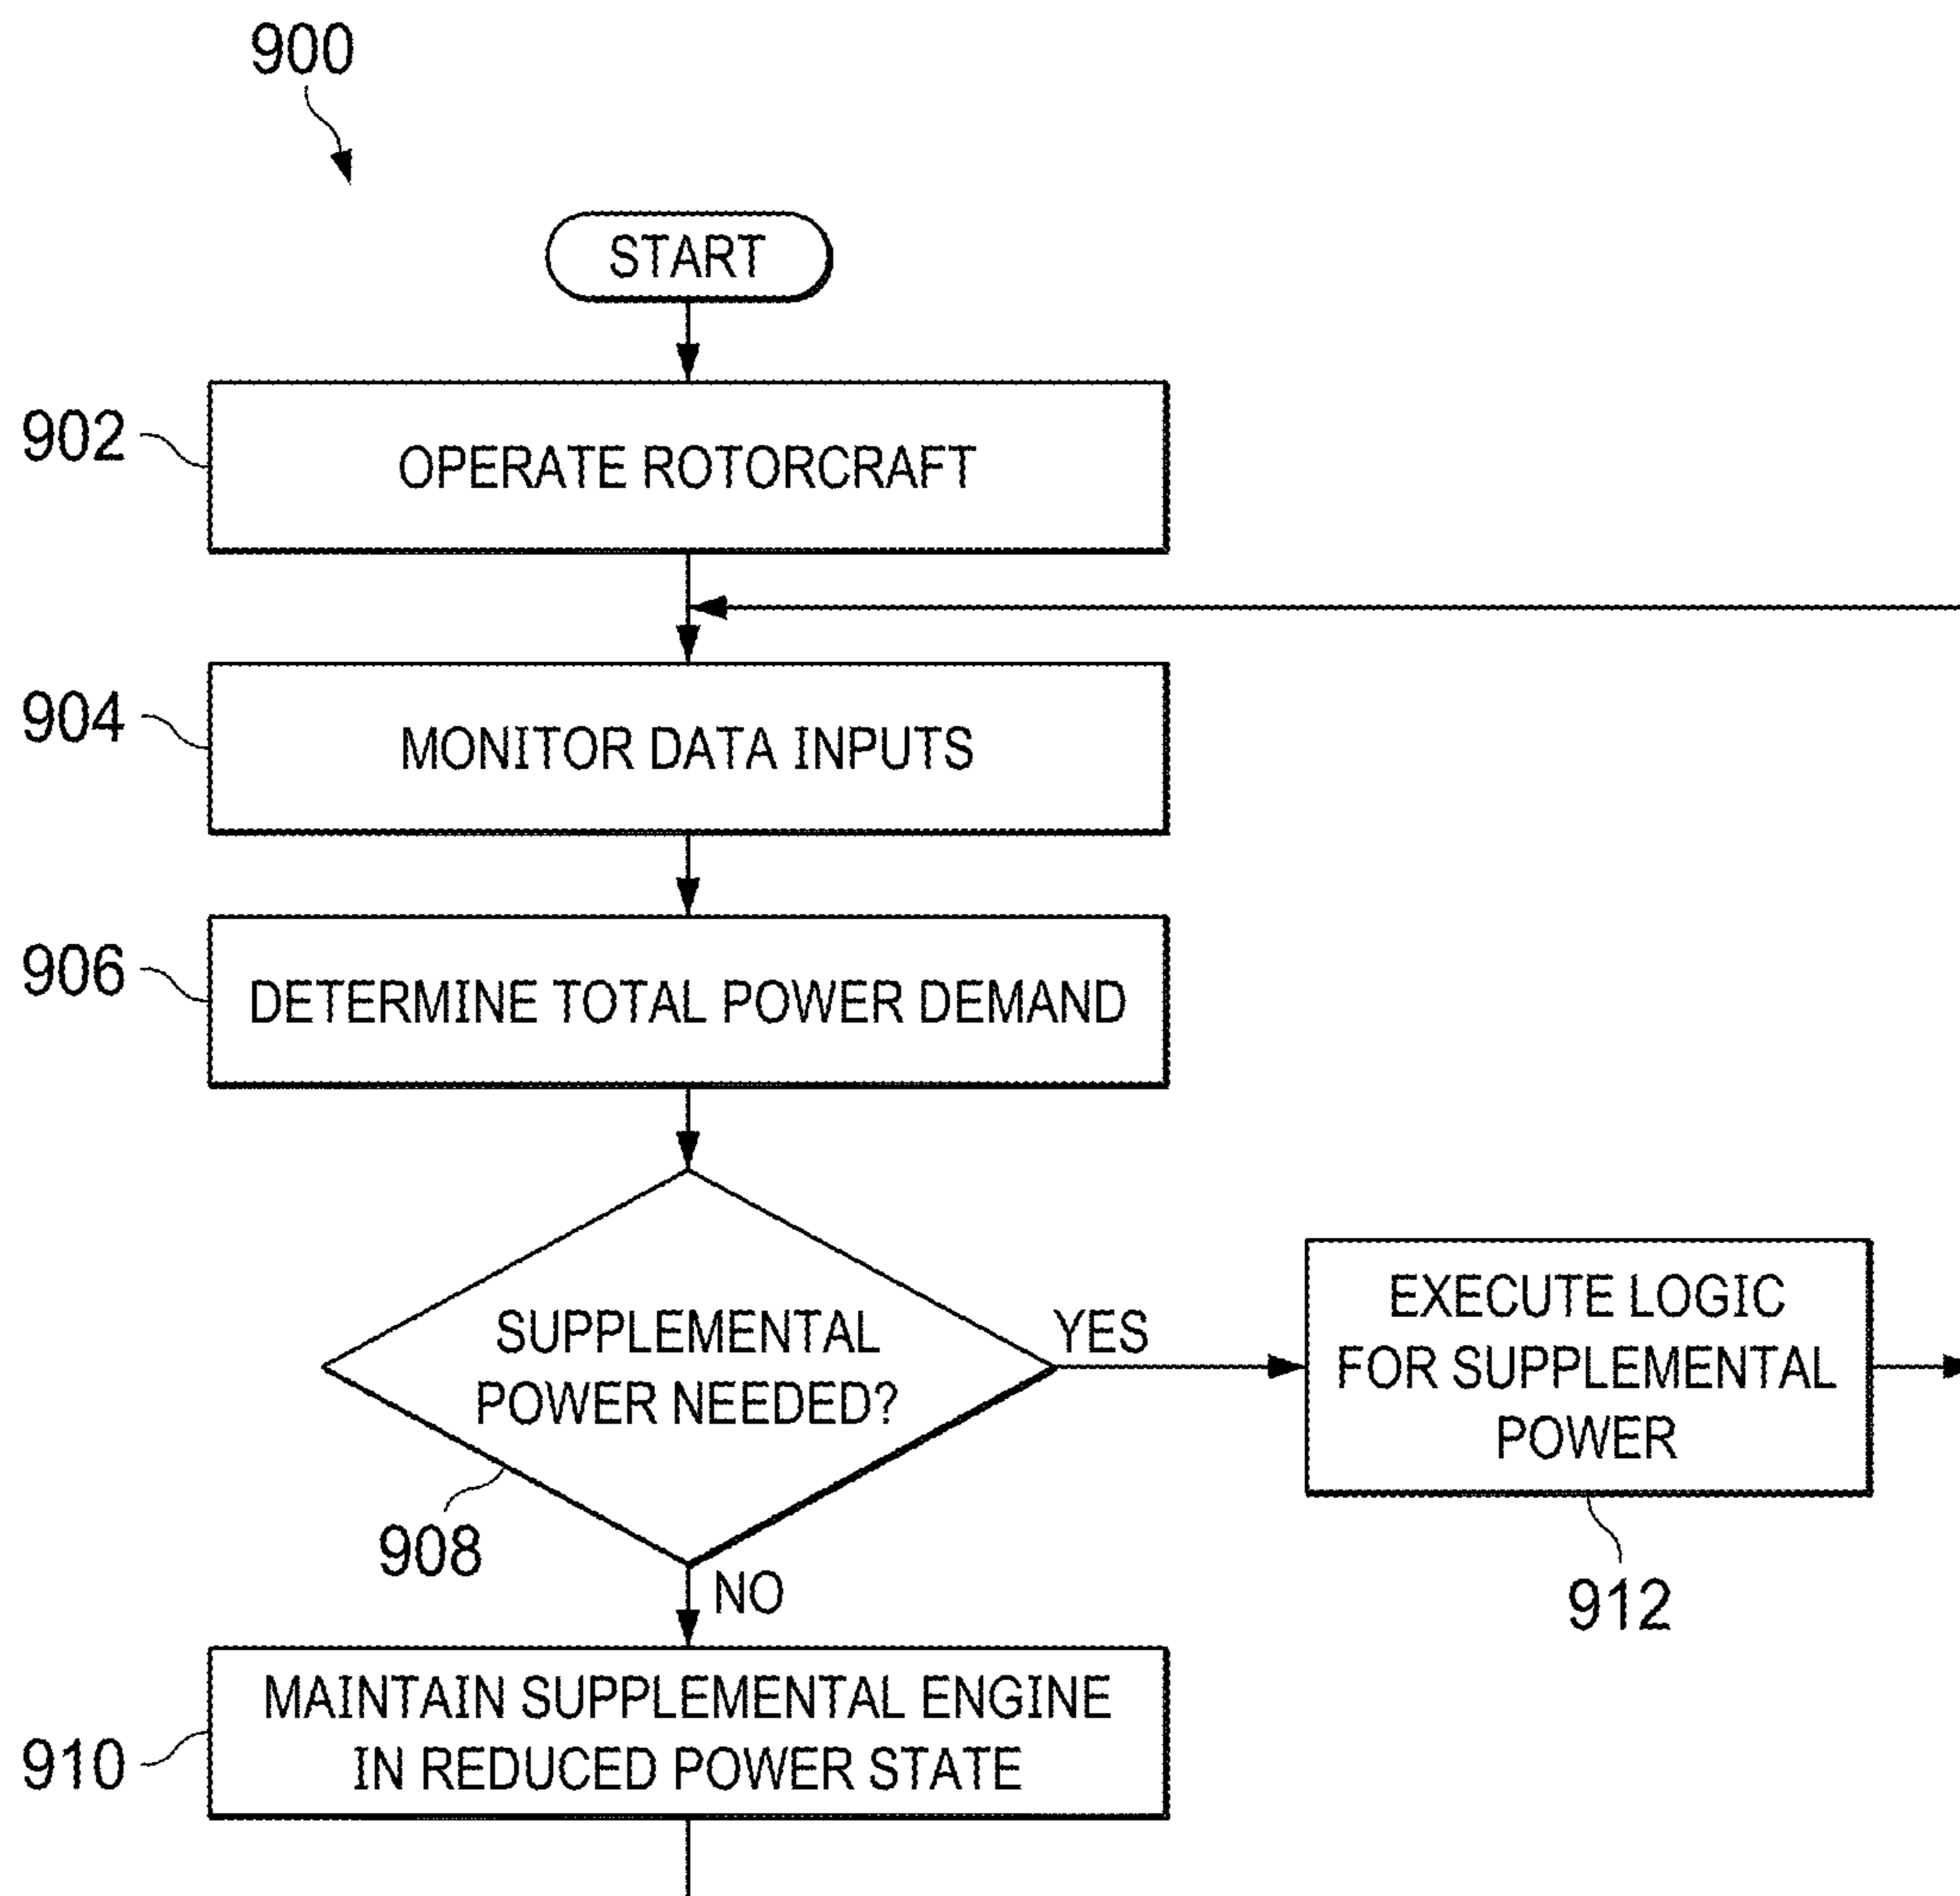 900
START
902
OPERATE ROTORCRAFT
904
MONITOR DATA INPUTS
906
DETERMINE TOTAL POWER DEMAND
SUPPLEMENTAL
POWER NEEDED?
YES
908
NO
EXECUTE LOGIC
FOR SUPPLEMENTAL
POWER
912
910
MAINTAIN SUPPLEMENTAL ENGINE
IN REDUCED POWER STATE